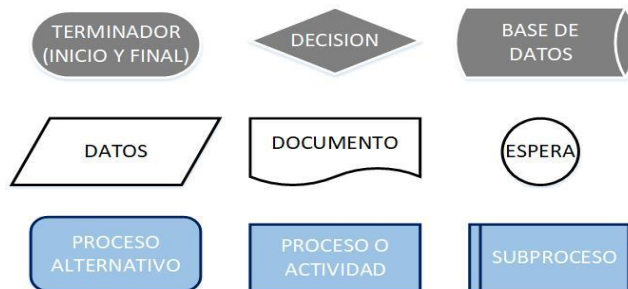 TERMINADOR
(INICIO Y FINAL)
DECISION
BASE DE
DATOS
DATOS
DOCUMENTO
ESPERA
PROCESO
ALTERNATIVO
PROCESO O
ACTIVIDAD
SUBPROCESO